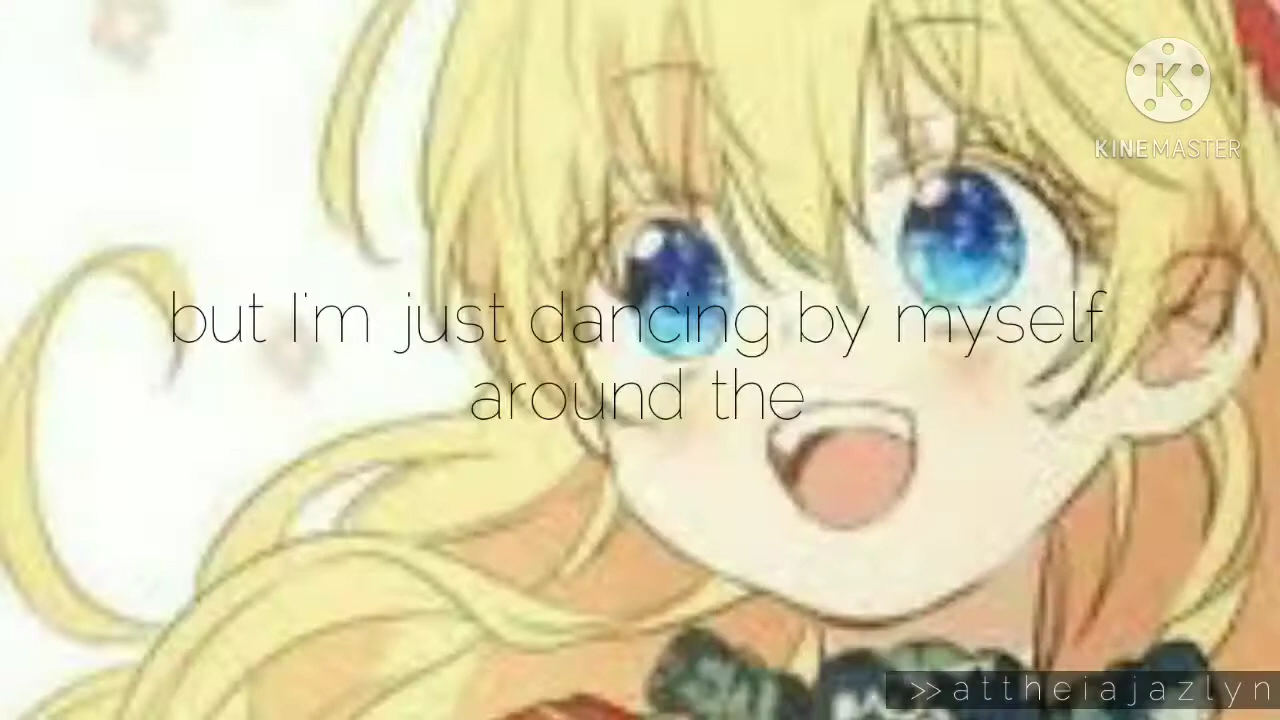 KINEMASTER
but I'm just dancing by myself
around the
>>attheiajazlyn